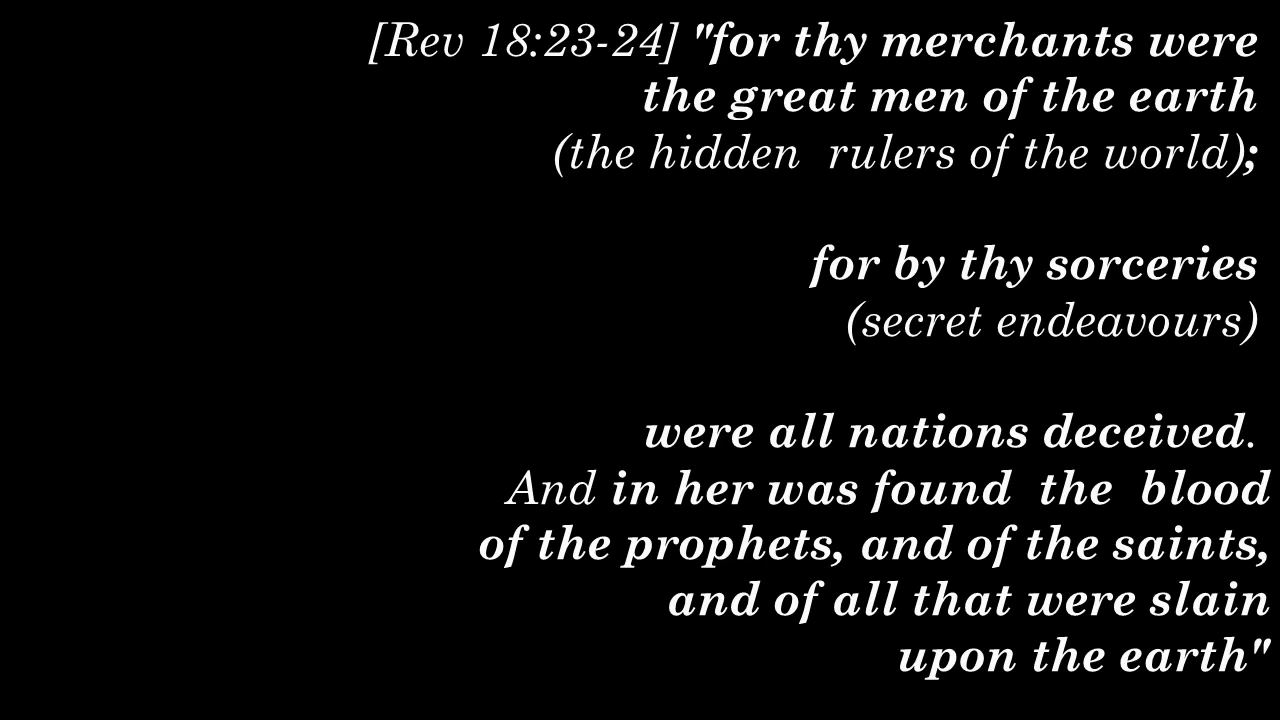 [Rev 18:23-24] "for thy merchants were
the great men of the earth
(the hidden rulers of the world);
for by thy sorceries
(secret endeavours)
were all nations deceived.
And in her was found the blood
of the prophets, and of the saints,
and of all that were slain
upon the earth"